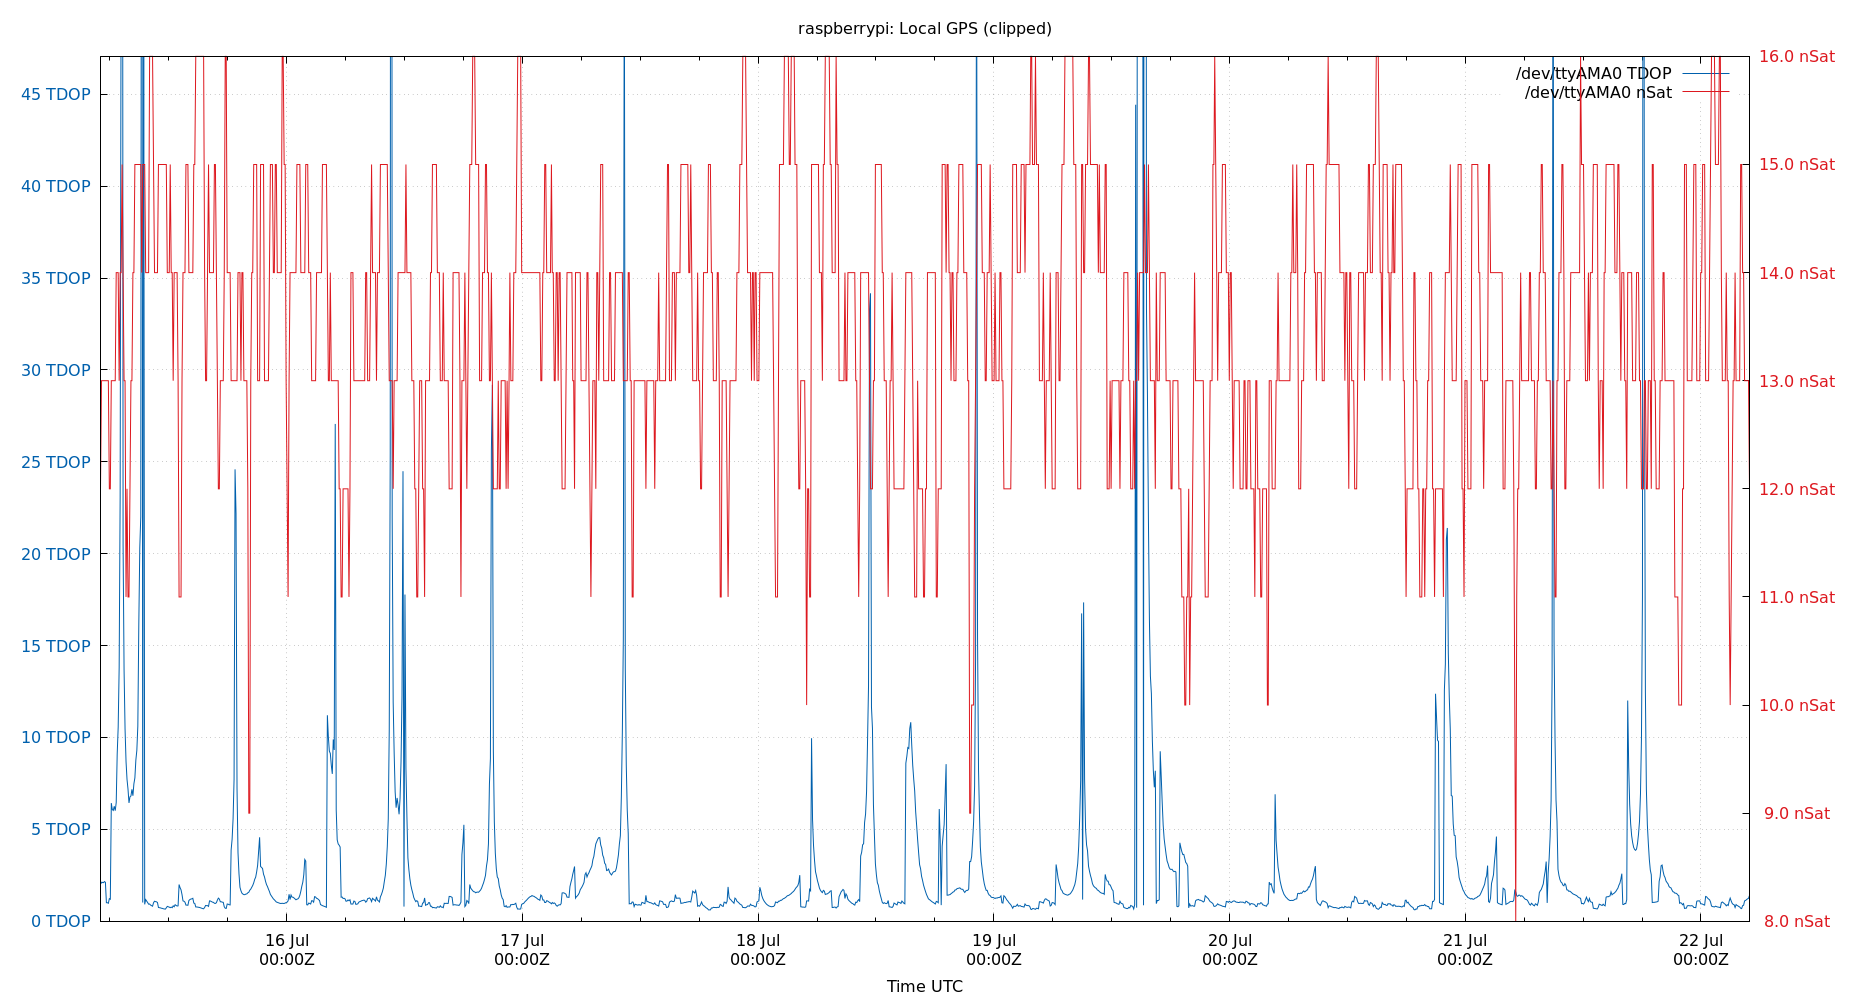 raspberrypi: Local GPS (clipped)
/dev/ttyAMA0 TDOP
/dev/ttyAMA0 nSat
45 TDOP
40 TDOP
35 TDOP
30 TDOP
25 TDOP
20 TDOP
15 TDOP
10 TDOP
5 TDOP
0 TDOP
16.0 nSat
15.0 nSat
14.0 nSat
13.0 nSat
12.0 nSat
11.0 nSat
10.0 nSat
9.0 nSat
8.0 nSat
16 Jul
00:00Z
17 Jul
00:00Z
18 Jul
00:00Z
19 Jul
00:00Z
20 Jul
00:00Z
21 Jul
00:00Z
22 Jul
00:00Z
Time UTC